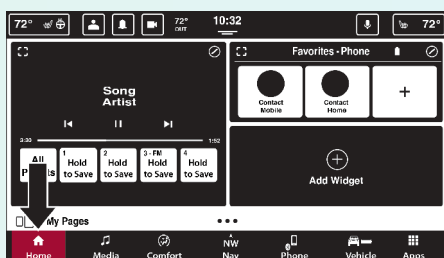 72° 72° OUT 10:32 72°
Favorites - Phone
Song
Artist
Contact Mobile
Contact Home
+
3:30 1:52
All
1 Hold to Save
2 Hold to Save
3 - FM Hold to Save
4 Hold to Save
Add Widget
My Pages
Home Media Comfort NW Nav Phone Vehicle Apps